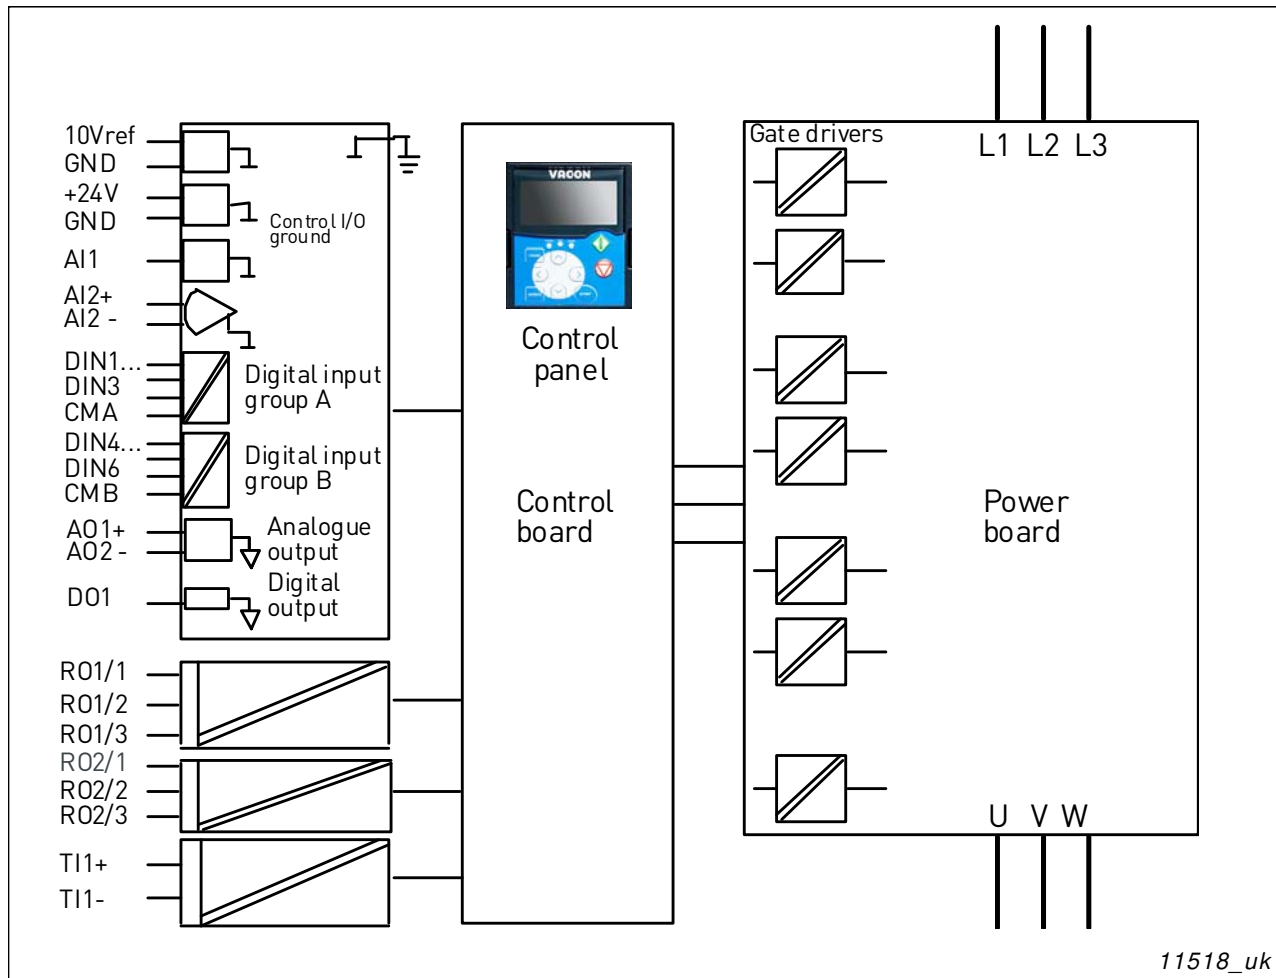 10Vref
GND
+24V
GND
Control I/O
ground
AI1
AI2+
AI2 -
DIN1...
DIN3
CMA
Digital input
group A
DIN4...
DIN6
CMB
Digital input
group B
AO1+
AO2 -
Analogue
output
DO1
Digital
output
RO1/1
RO1/2
RO1/3
RO2/1
RO2/2
RO2/3
TI1+
TI1-
VACON
Control
panel
Control
board
Gate drivers
L1 L2 L3
Power
board
U V W
11518_uk